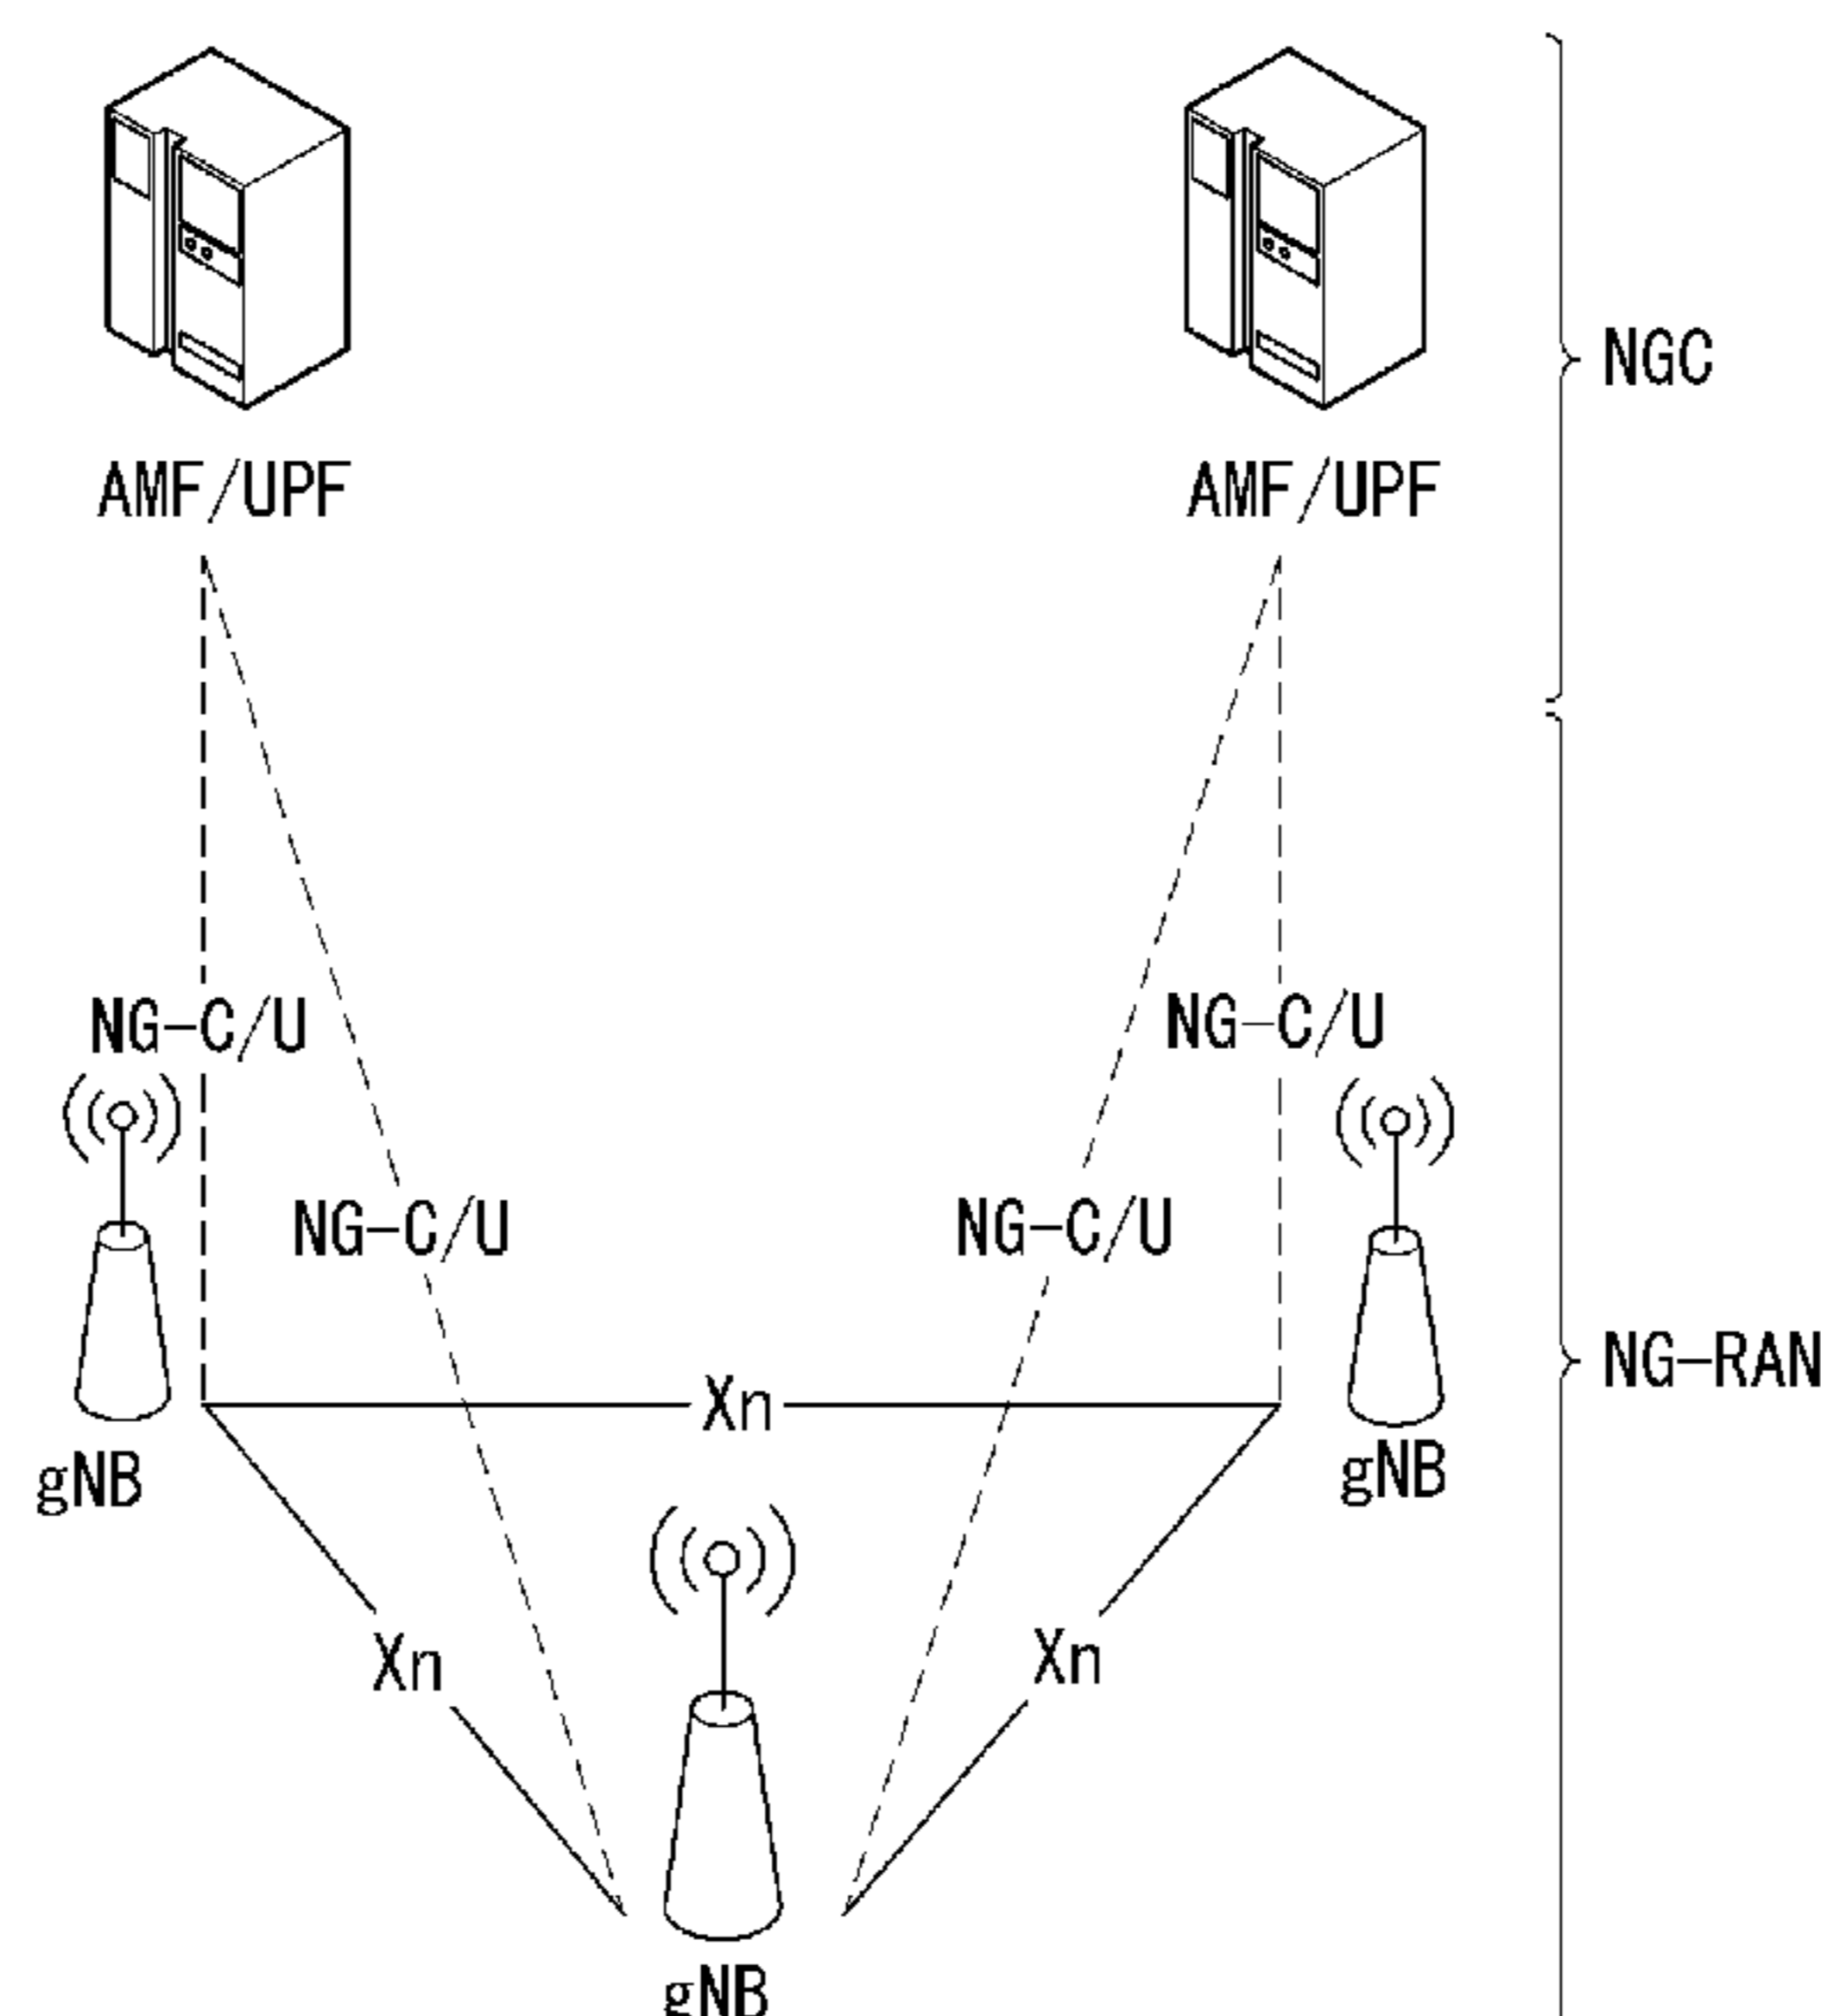 NGC
AMF/UPF
AMF/UPF
NG-C/U
NG-C/U
NG-C/U
NG-C/U
NG-RAN
Xn
gNB
gNB
Xn
Xn
gNB